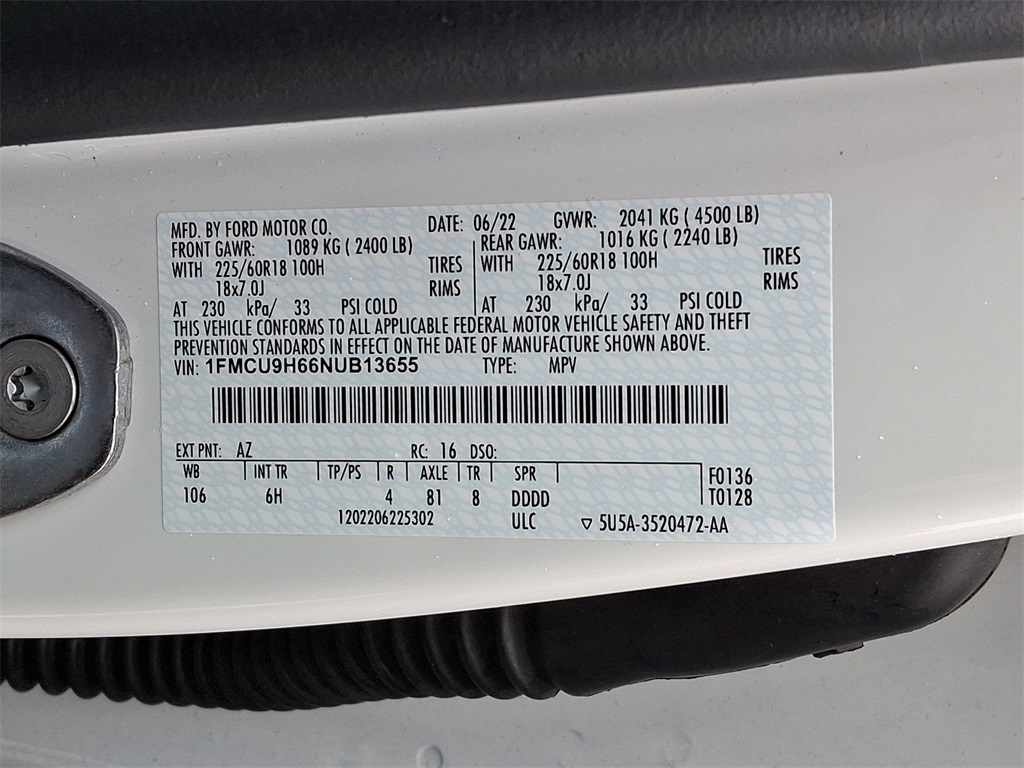 MFD. BY FORD MOTOR CO. DATE: 06/22 GVWR: 2041 KG ( 4500 LB)
FRONT GAWR: 1089 KG ( 2400 LB) REAR GAWR: 1016 KG ( 2240 LB)
WITH 225/60R18 100H TIRES WITH 225/60R18 100H TIRES
18x7.0J RIMS 18x7.0J RIMS
AT 230 kPa/ 33 PSI COLD AT 230 kPa/ 33 PSI COLD
THIS VEHICLE CONFORMS TO ALL APPLICABLE FEDERAL MOTOR VEHICLE SAFETY AND THEFT
PREVENTION STANDARDS IN EFFECT ON THE DATE OF MANUFACTURE SHOWN ABOVE.
VIN: 1FMCU9H66NUB13655 TYPE: MPV
EXT PNT: AZ RC: 16 DSO:
WB INT TR TP/PS R AXLE TR SPR F0136
106 6H 4 81 8 DDDD T0128
1202206225302 ULC ▽ 5U5A-3520472-AA